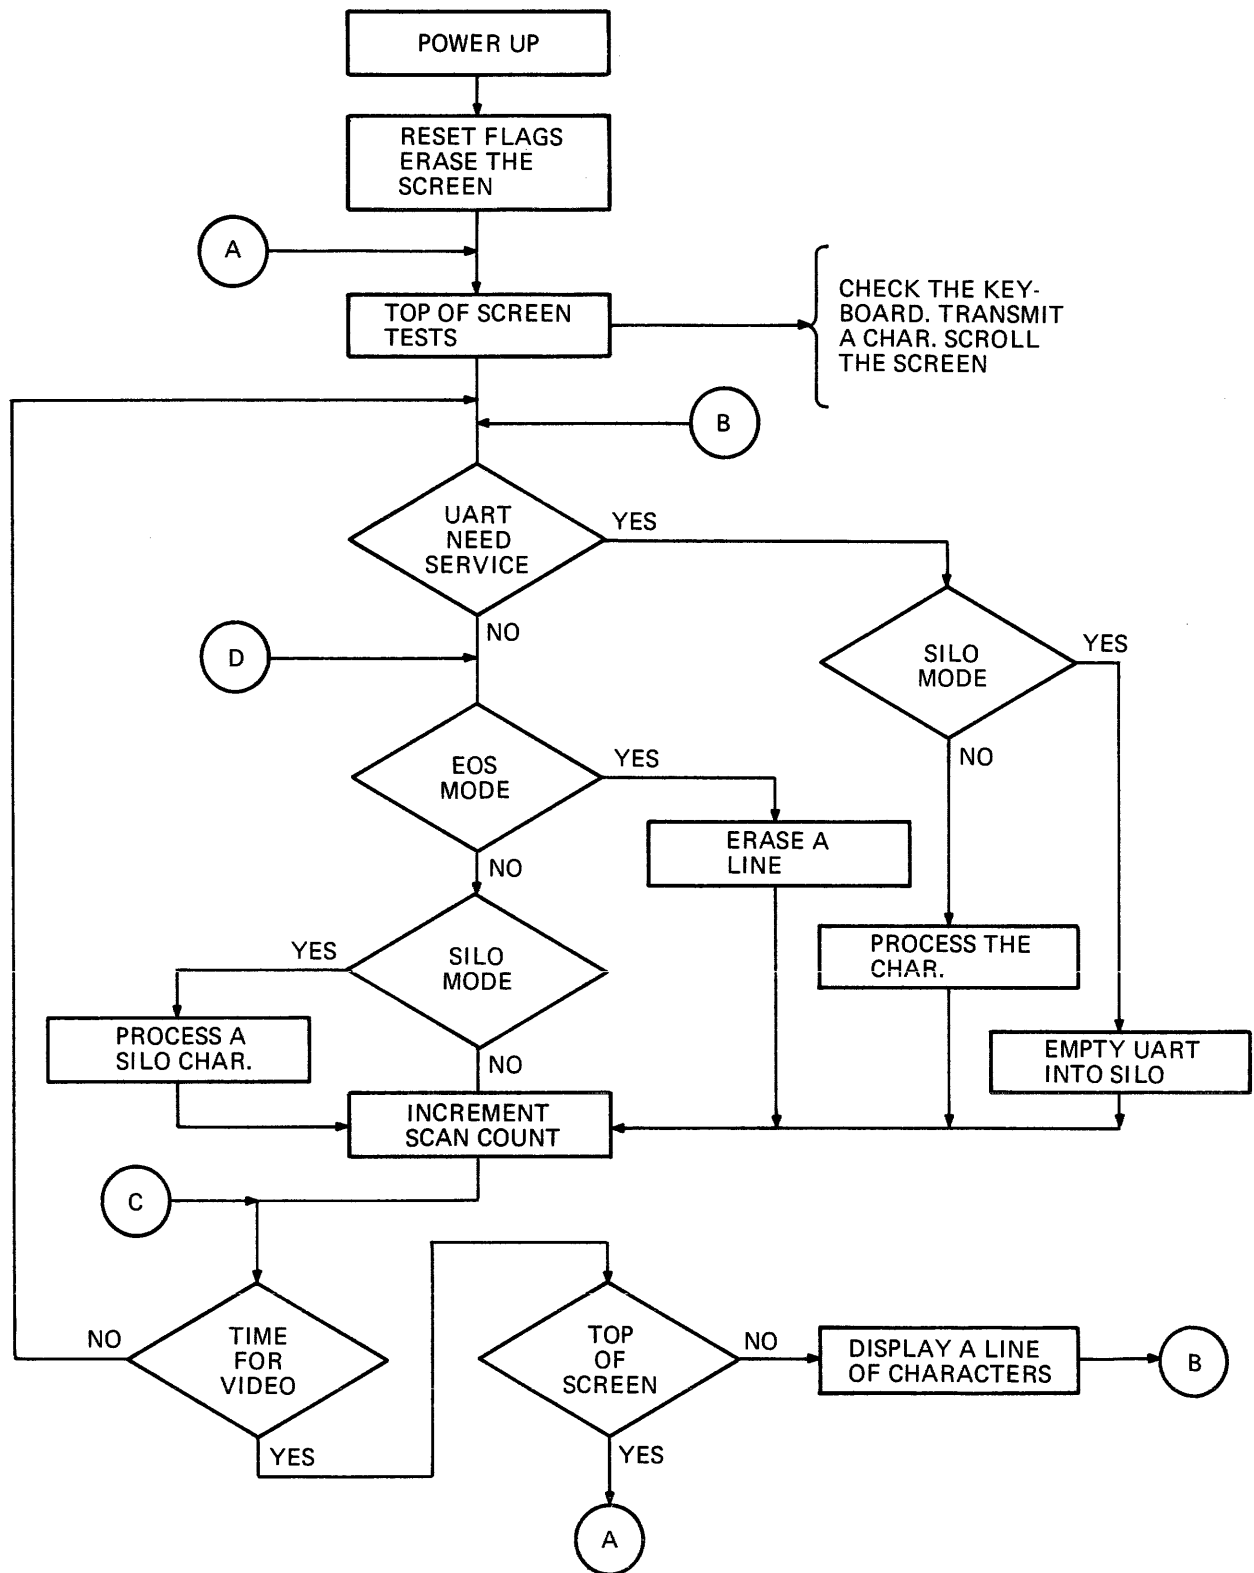 POWER UP
RESET FLAGS
ERASE THE
SCREEN
A
TOP OF SCREEN
TESTS
CHECK THE KEY-
BOARD. TRANSMIT
A CHAR. SCROLL
THE SCREEN
B
UART
NEED
SERVICE
YES
NO
D
SILO
MODE
YES
NO
EOS
MODE
YES
NO
ERASE A
LINE
SILO
MODE
YES
NO
PROCESS THE
CHAR.
PROCESS A
SILO CHAR.
EMPTY UART
INTO SILO
INCREMENT
SCAN COUNT
C
TIME
FOR
VIDEO
NO
YES
TOP
OF
SCREEN
NO
YES
DISPLAY A LINE
OF CHARACTERS
B
A